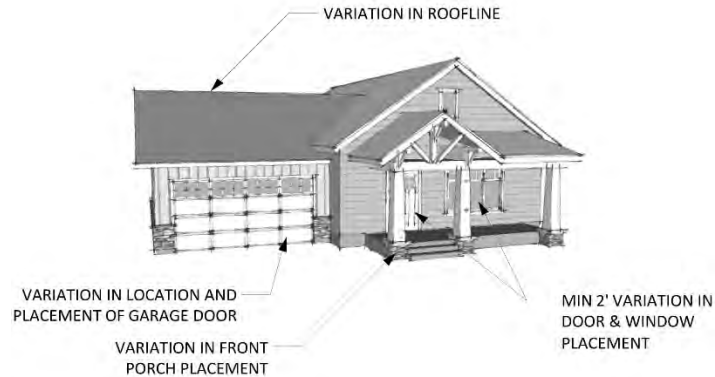 VARIATION IN ROOFLINE
VARIATION IN LOCATION AND
PLACEMENT OF GARAGE DOOR
VARIATION IN FRONT
PORCH PLACEMENT
MIN 2' VARIATION IN
DOOR & WINDOW
PLACEMENT